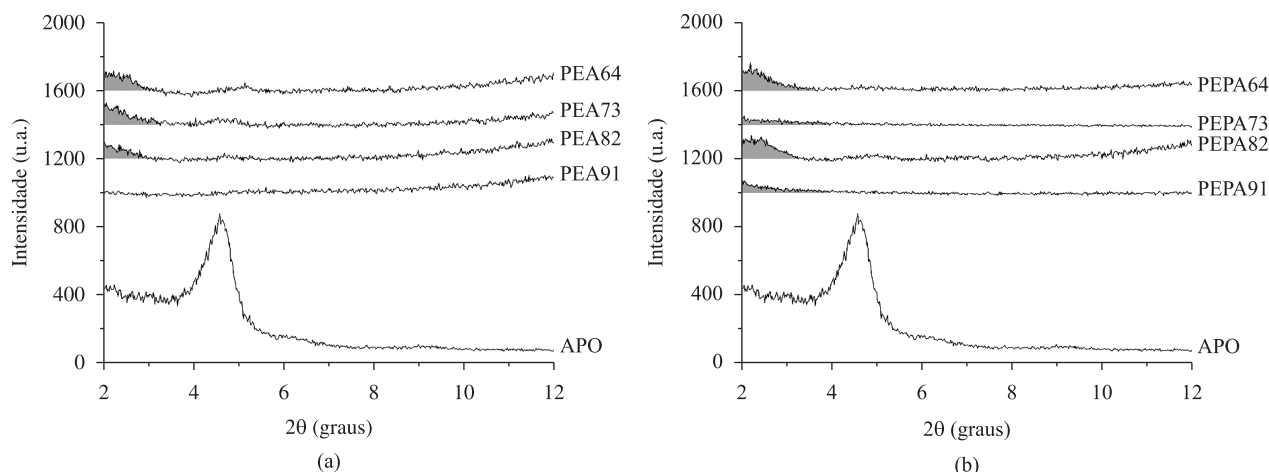 2000
1600
1200
800
400
0
Intensidade (u.a.)
PEA64
PEA73
PEA82
PEA91
APO
2 4 6 8 10 12
2θ (graus)
(a)
2000
1600
1200
800
400
0
Intensidade (u.a.)
PEPA64
PEPA73
PEPA82
PEPA91
APO
2 4 6 8 10 12
2θ (graus)
(b)